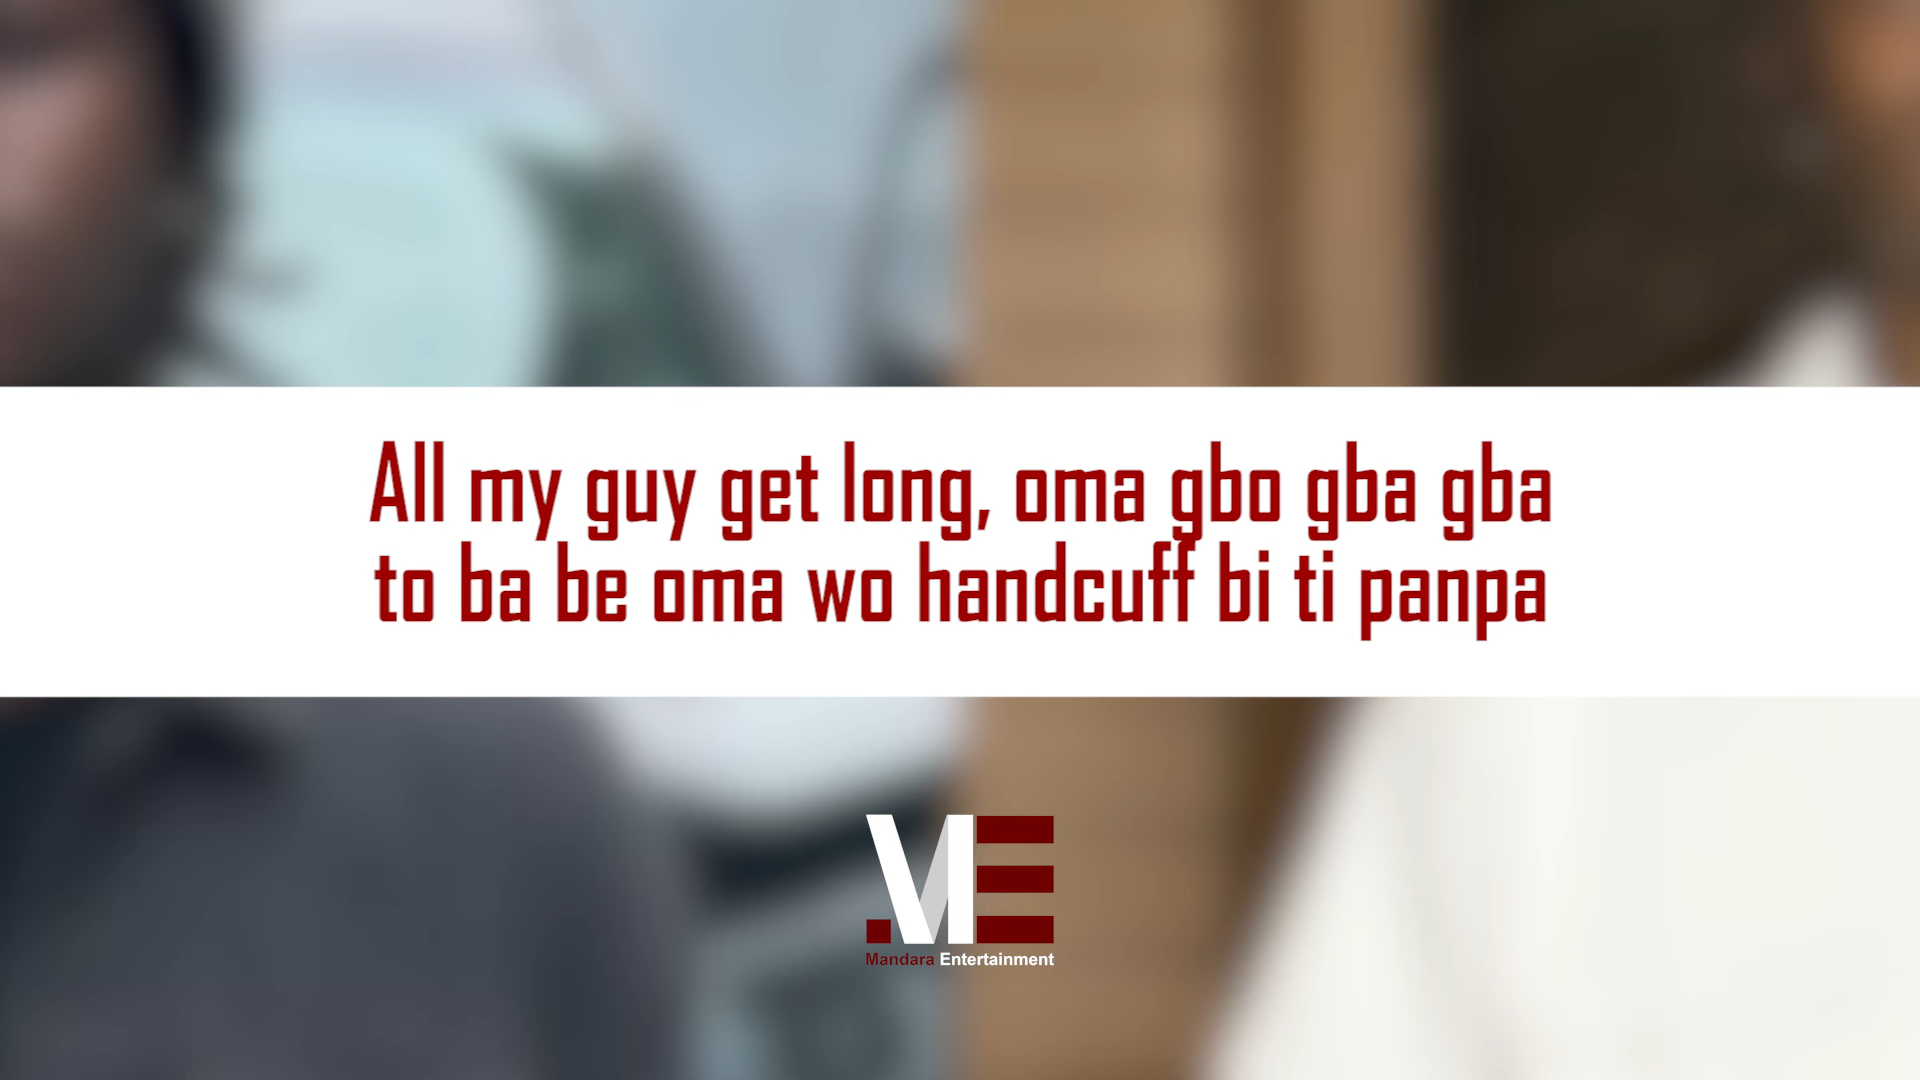 All my guy get long, oma gbo gba gba
to ba be oma wo handcuff bi ti panpa
Mandara Entertainment